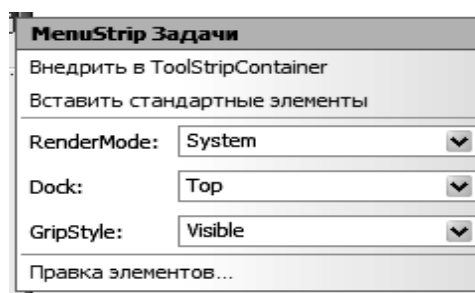 MenuStrip Задачи
Внедрить в ToolStripContainer
Вставить стандартные элементы
RenderMode: System
Dock: Top
GripStyle: Visible
Правка элементов...